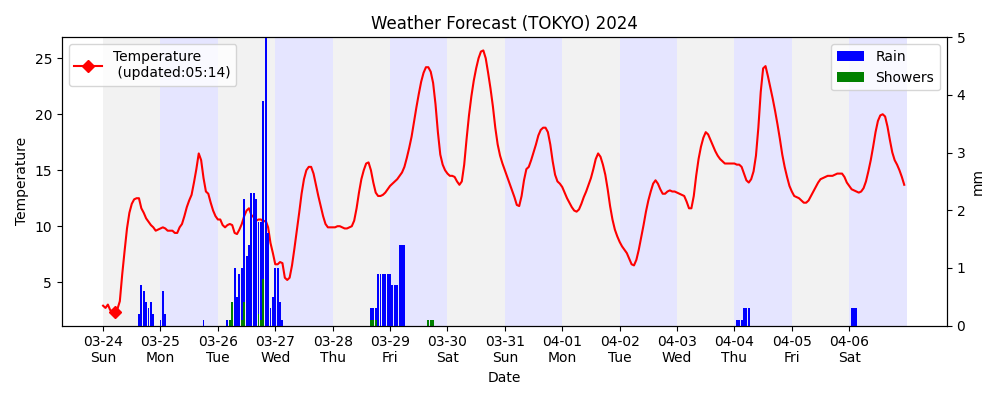 Weather Forecast (TOKYO) 2024
Temperature
(updated:05:14)
Rain
Showers
Temperature
25
20
15
10
5
5
4
3
2
1
0
mm
03-24 03-25 03-26 03-27 03-28 03-29 03-30 03-31 04-01 04-02 04-03 04-04 04-05 04-06
Sun Mon Tue Wed Thu Fri Sat Sun Mon Tue Wed Thu Fri Sat
Date